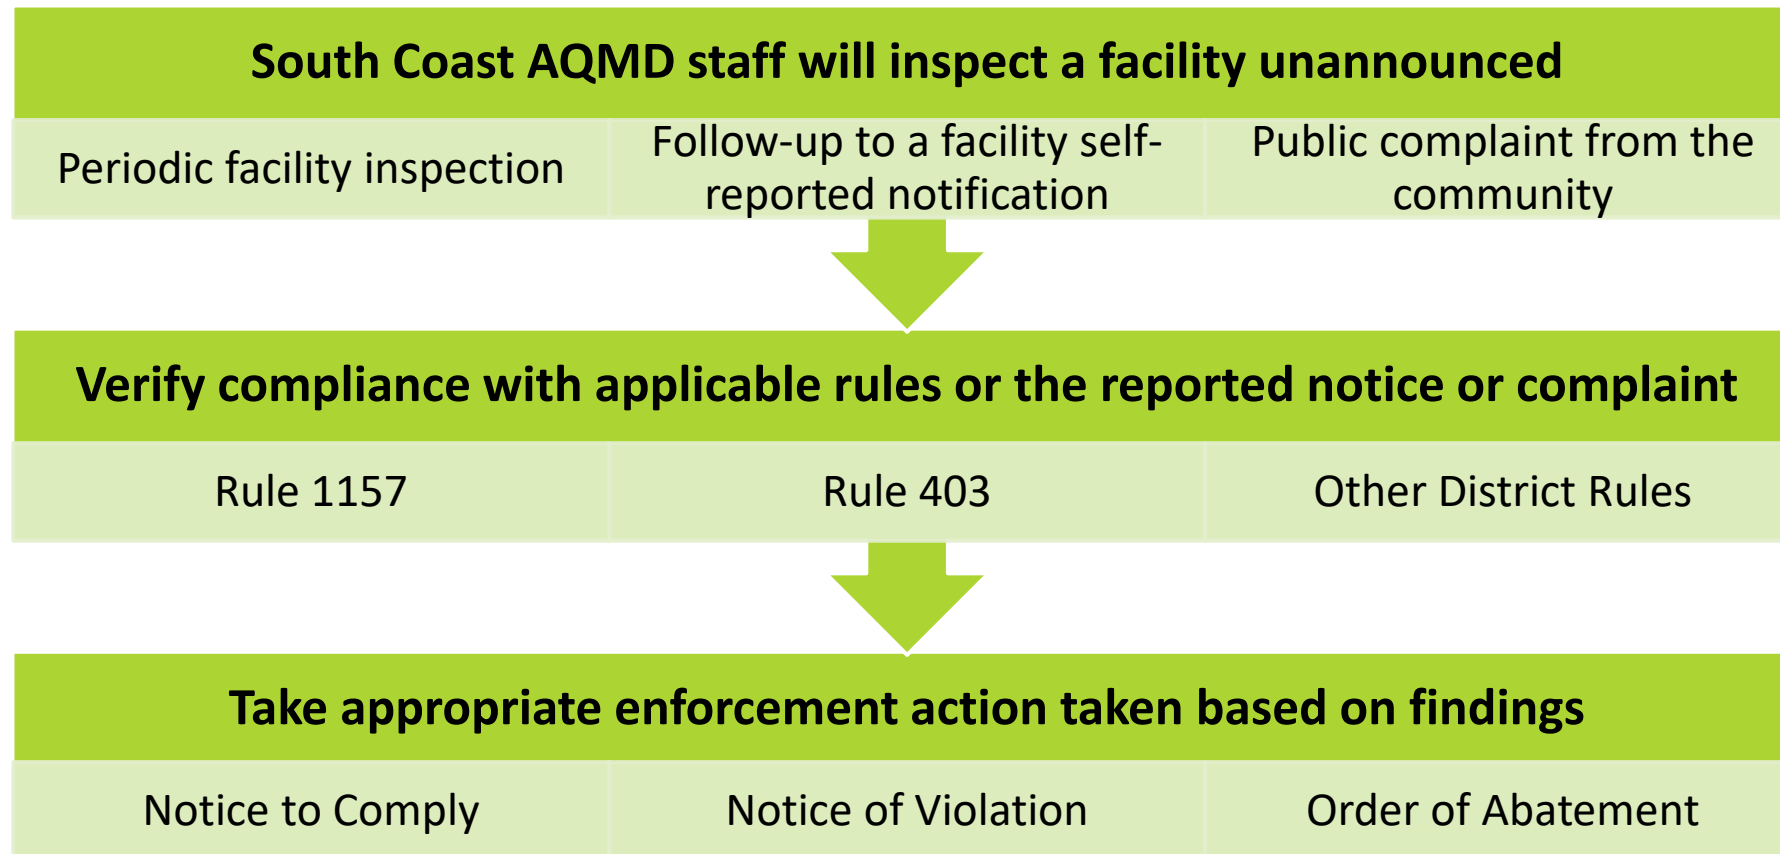 South Coast AQMD staff will inspect a facility unannounced
Periodic facility inspection
Follow-up to a facility self-
reported notification
Public complaint from the
community
Verify compliance with applicable rules or the reported notice or complaint
Rule 1157
Rule 403
Other District Rules
Take appropriate enforcement action taken based on findings
Notice to Comply
Notice of Violation
Order of Abatement